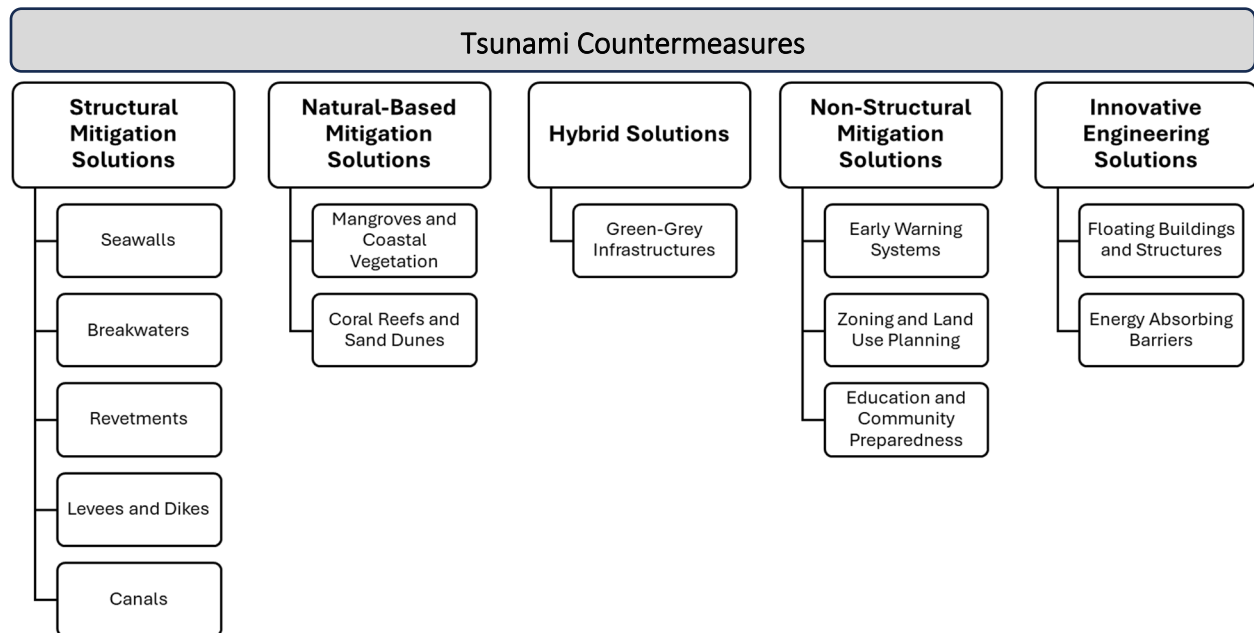 Tsunami Countermeasures
Structural
Mitigation
Solutions
Seawalls
Breakwaters
Revetments
Levees and Dikes
Canals
Natural-Based
Mitigation
Solutions
Mangroves and
Coastal
Vegetation
Coral Reefs and
Sand Dunes
Hybrid Solutions
Green-Grey
Infrastructures
Non-Structural
Mitigation
Solutions
Early Warning
Systems
Zoning and Land
Use Planning
Education and
Community
Preparedness
Innovative
Engineering
Solutions
Floating Buildings
and Structures
Energy Absorbing
Barriers